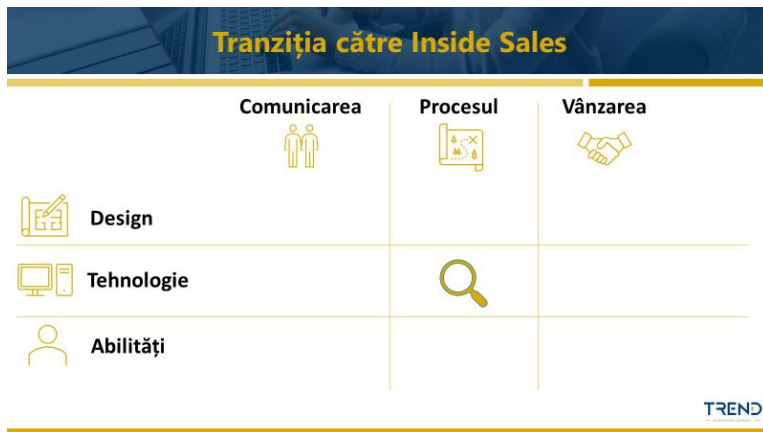 Tranziția către Inside Sales
Comunicarea Procesul Vânzarea
Design
Tehnologie
Abilități
TREND